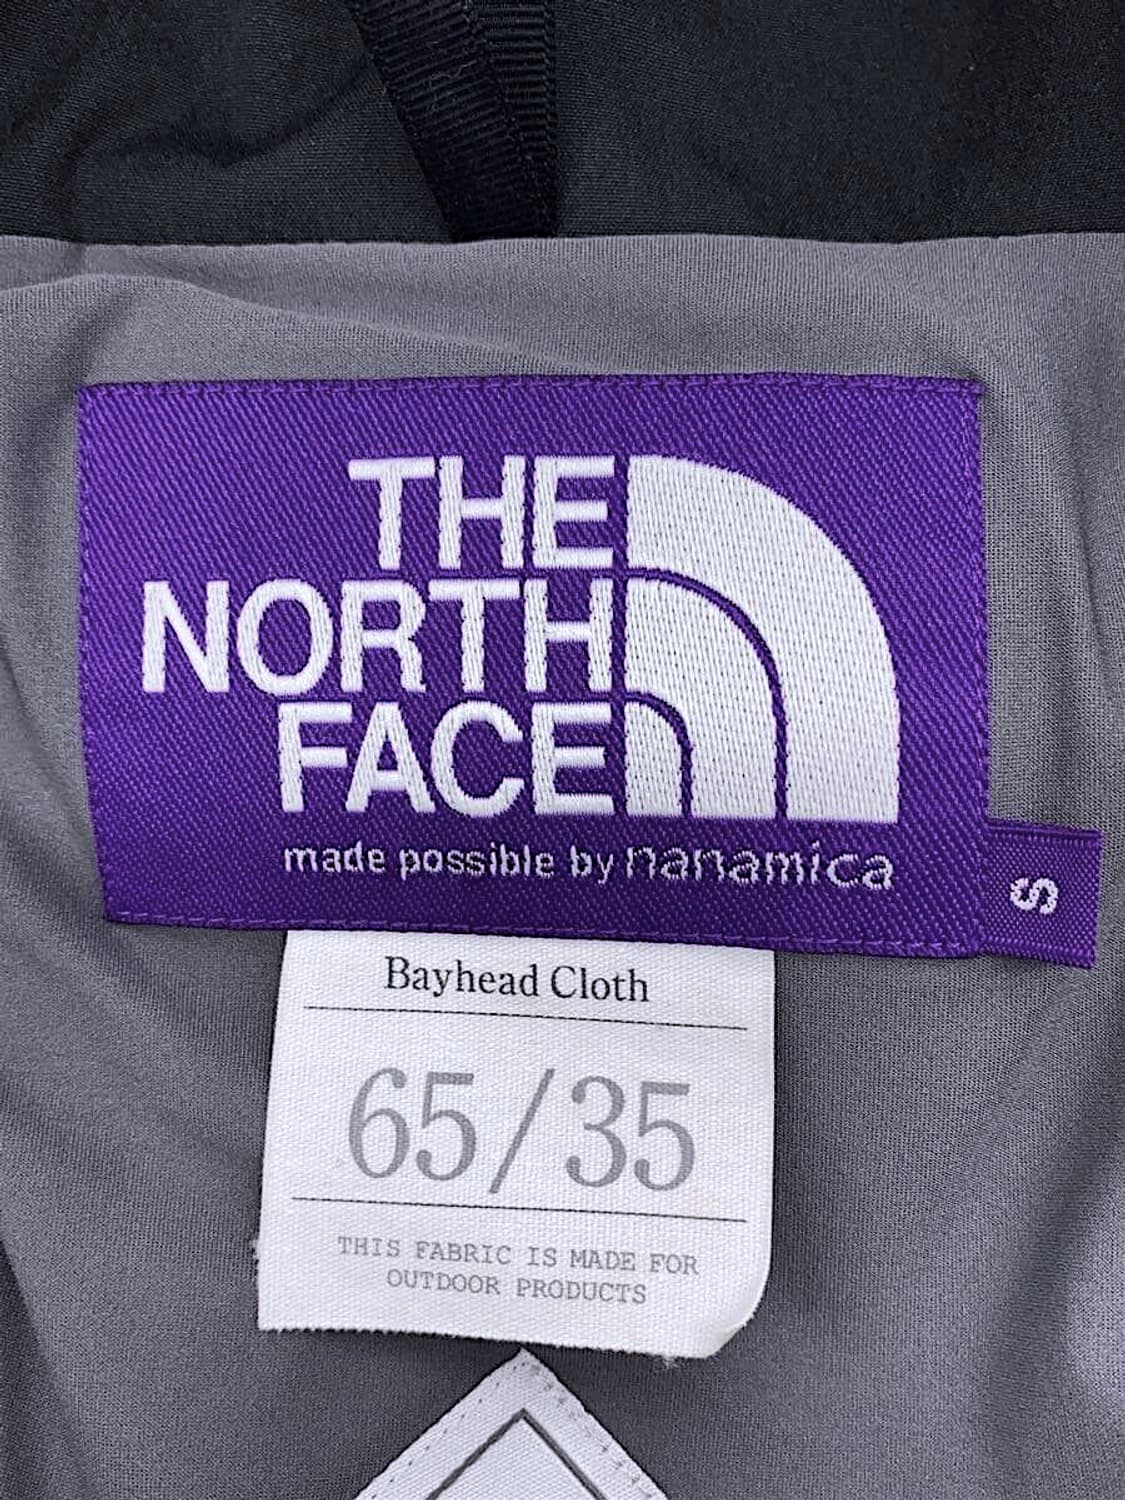 THE
NORTH
FACE
made possible by nanamica
S
Bayhead Cloth
65/35
THIS FABRIC IS MADE FOR
OUTDOOR PRODUCTS